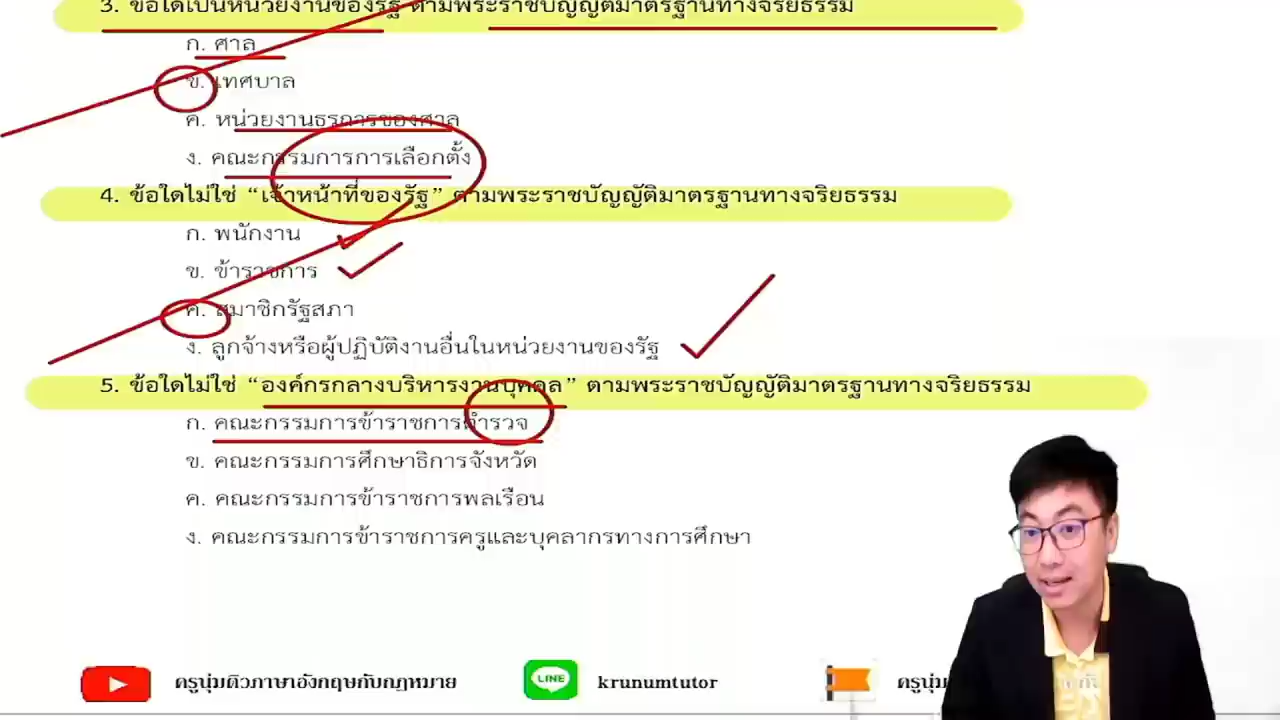 3. ข้อใดเป็นหน่วยงานของรัฐ ตามพระราชบัญญัติมาตรฐานทางจริยธรรม
ก. ศาล
ข. เทศบาล
ค. หน่วยงานธุรการของศาล
ง. คณะกรรมการการเลือกตั้ง
4. ข้อใดไม่ใช่ “เจ้าหน้าที่ของรัฐ” ตามพระราชบัญญัติมาตรฐานทางจริยธรรม
ก. พนักงาน
ข. ข้าราชการ
ค. สมาชิกรัฐสภา
ง. ลูกจ้างหรือผู้ปฏิบัติงานอื่นในหน่วยงานของรัฐ
5. ข้อใดไม่ใช่ “องค์กรกลางบริหารงานบุคคล” ตามพระราชบัญญัติมาตรฐานทางจริยธรรม
ก. คณะกรรมการข้าราชการตำรวจ
ข. คณะกรรมการศึกษาธิการจังหวัด
ค. คณะกรรมการข้าราชการพลเรือน
ง. คณะกรรมการข้าราชการครูและบุคลากรทางการศึกษา
ครูนุ่มติวภาษาอังกฤษกับกฎหมาย LINE krunumtutor ครูนุ่ม